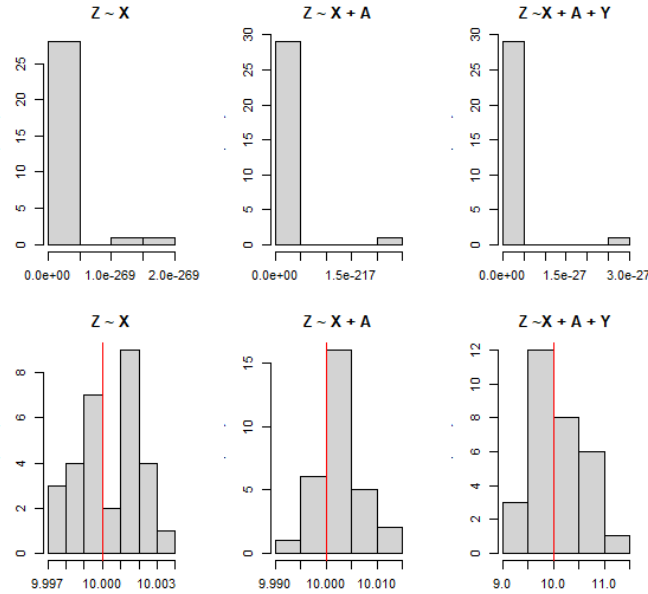 Z ~ X
Z ~ X + A
Z ~X + A + Y
0 5 10 15 20 25
0 5 10 15 20 25 30
0 5 10 15 20 25 30
0.0e+00 1.0e-269 2.0e-269
0.0e+00 1.5e-217
0.0e+00 1.5e-27 3.0e-27
Z ~ X
Z ~ X + A
Z ~X + A + Y
0 2 4 6 8
0 5 10 15
0 2 4 6 8 10 12
9.997 10.000 10.003
9.990 10.000 10.010
9.0 10.0 11.0